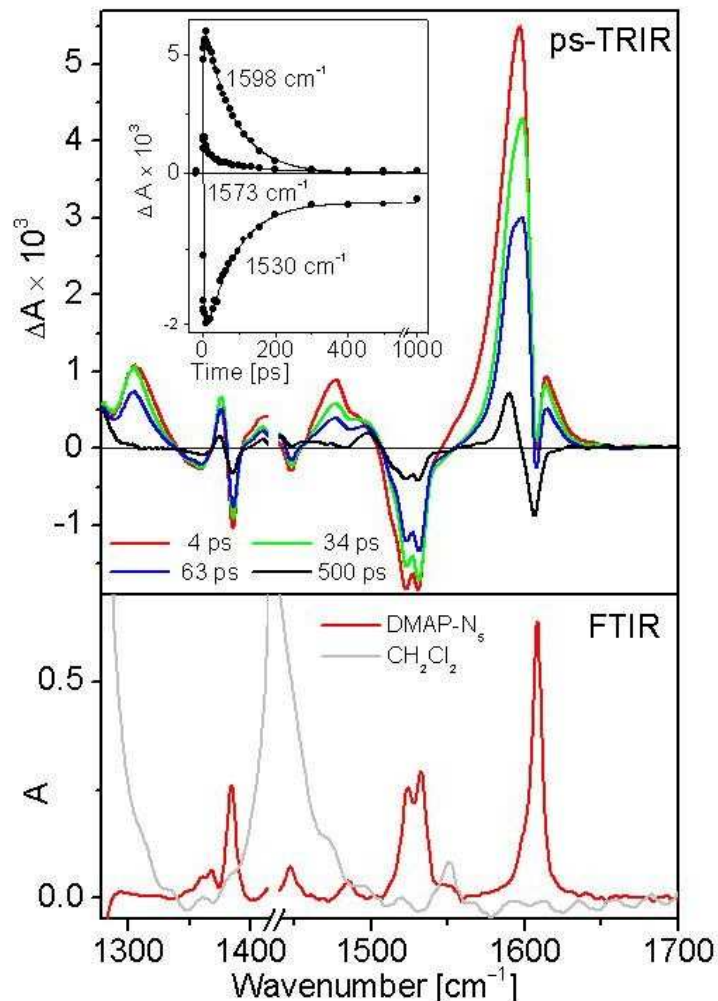 ps-TRIR
ΔA × 10³
5
4
3
2
1
0
-1
ΔA × 10³
5
0
-2
1598 cm⁻¹
1573 cm⁻¹
1530 cm⁻¹
0 200 400 1000
Time [ps]
4 ps 34 ps
63 ps 500 ps
FTIR
DMAP-N₅
CH₂Cl₂
A
0.5
0.0
1300 1400 1500 1600 1700
Wavenumber [cm⁻¹]